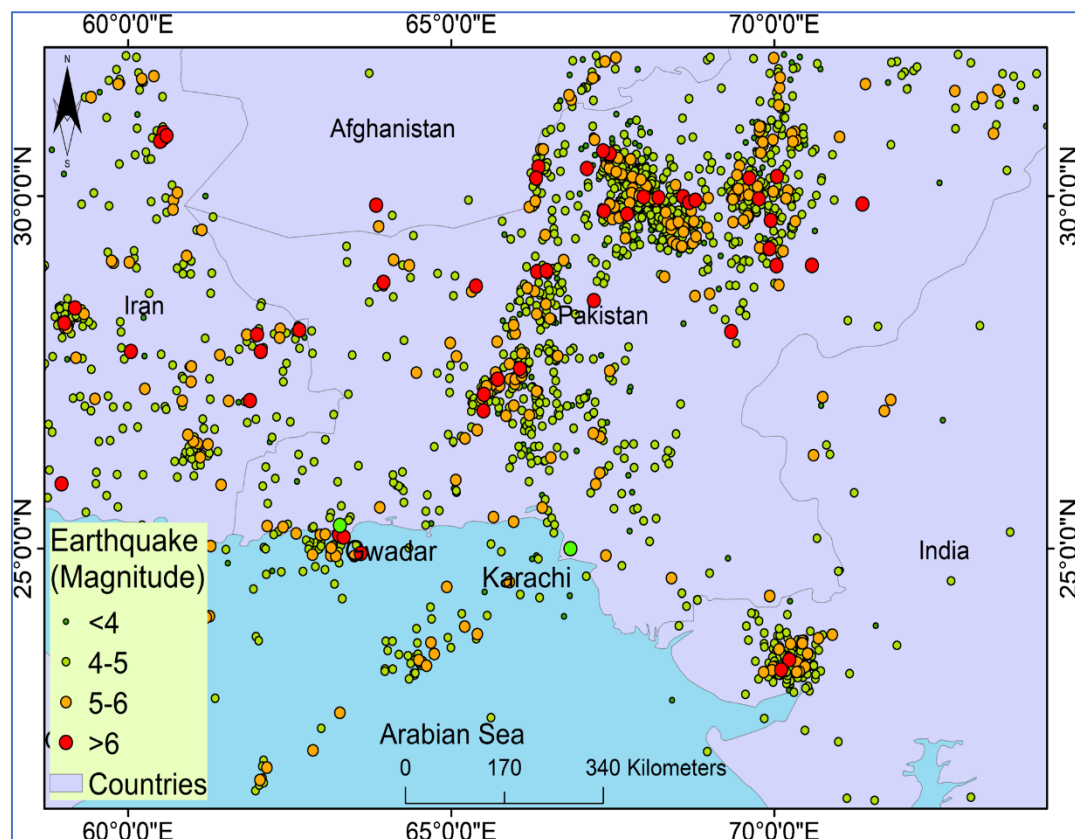 60°0'0"E 65°0'0"E 70°0'0"E
N
S
Afghanistan
30°0'0"N 30°0'0"N
Iran
Pakistan
25°0'0"N 25°0'0"N
Gwadar
Karachi
India
Earthquake
(Magnitude)
<4
4-5
5-6
>6
Countries
Arabian Sea
0 170 340 Kilometers
60°0'0"E 65°0'0"E 70°0'0"E